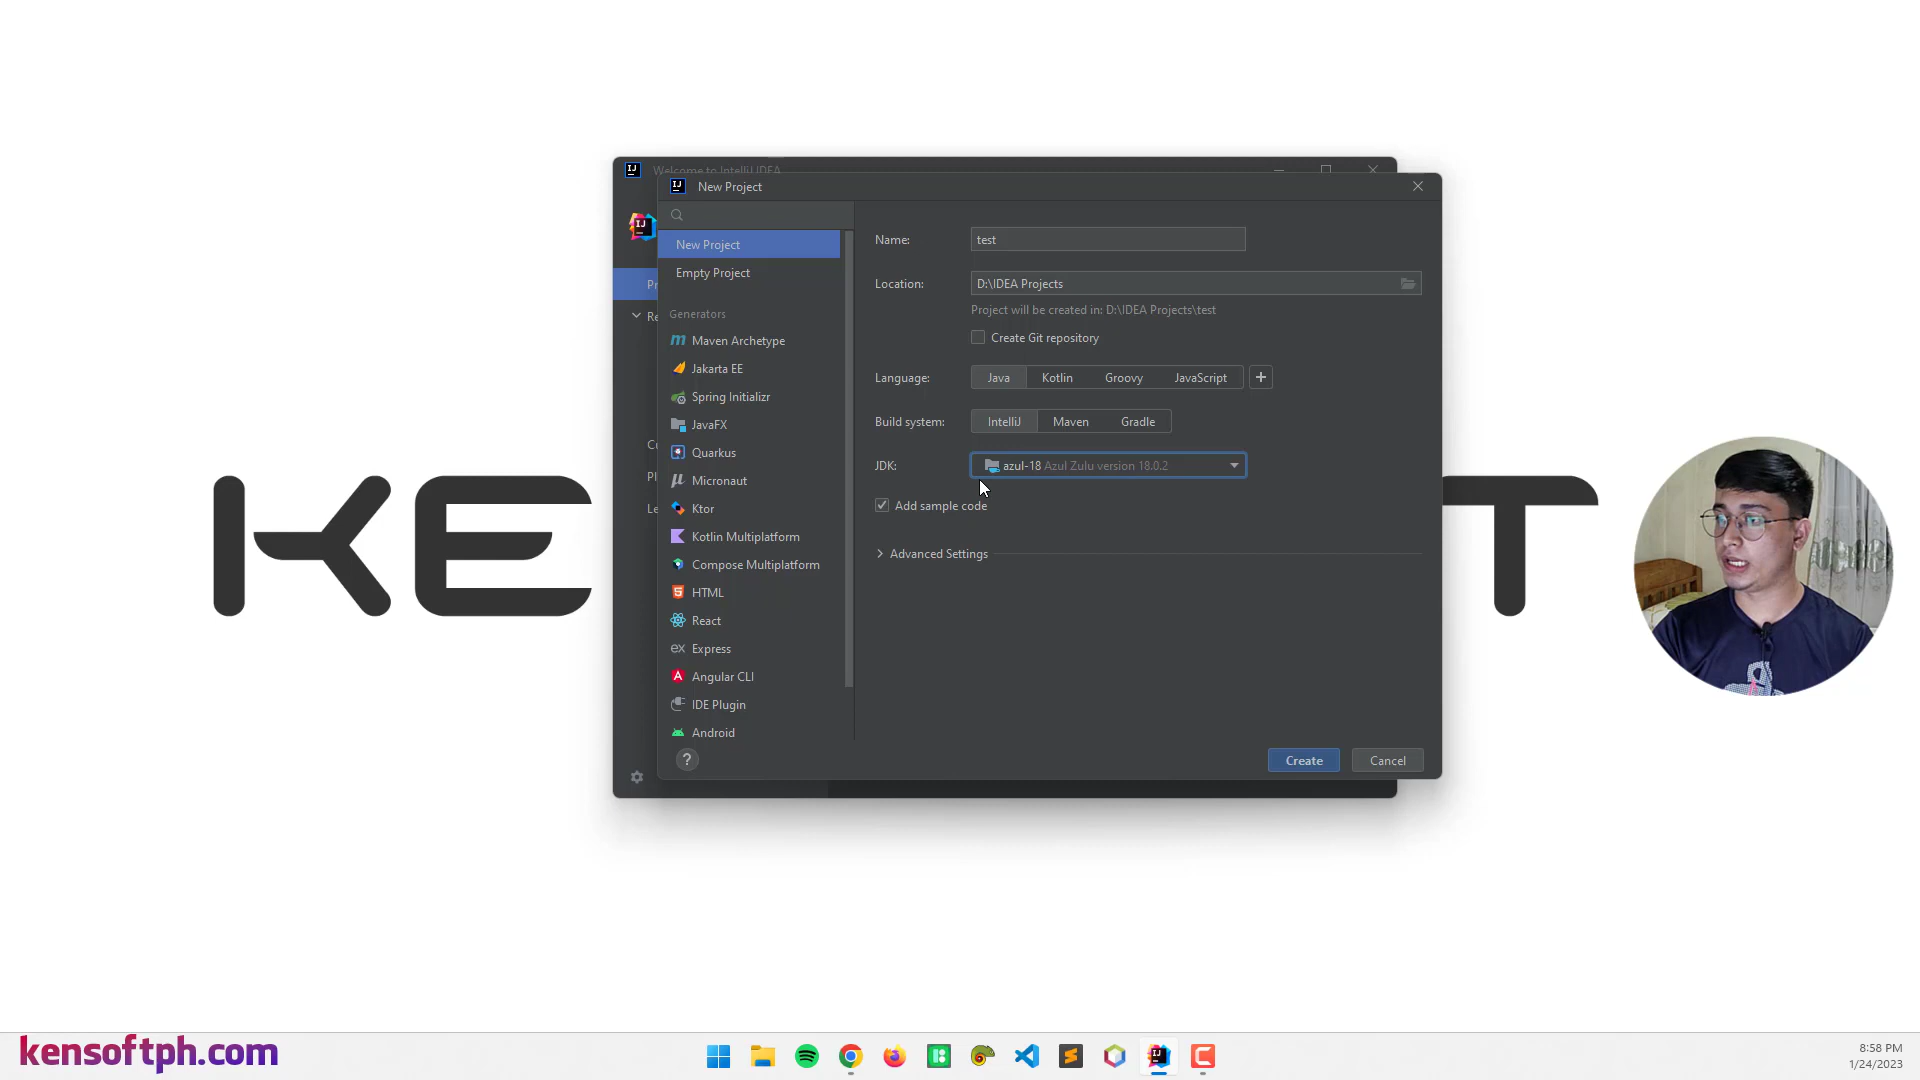 Welcome to IntelliJ IDEA
New Project
New Project
Empty Project
Generators
Maven Archetype
Jakarta EE
Spring Initializr
JavaFX
Quarkus
Micronaut
Ktor
Kotlin Multiplatform
Compose Multiplatform
HTML
React
Express
Angular CLI
IDE Plugin
Android
Name: test
Location: D:\IDEA Projects
Project will be created in: D:\IDEA Projects\test
Create Git repository
Language: Java Kotlin Groovy JavaScript +
Build system: IntelliJ Maven Gradle
JDK: azul-18 Azul Zulu version 18.0.2
Add sample code
Advanced Settings
? Create Cancel
KE T
kensoftph.com
8:58 PM
1/24/2023